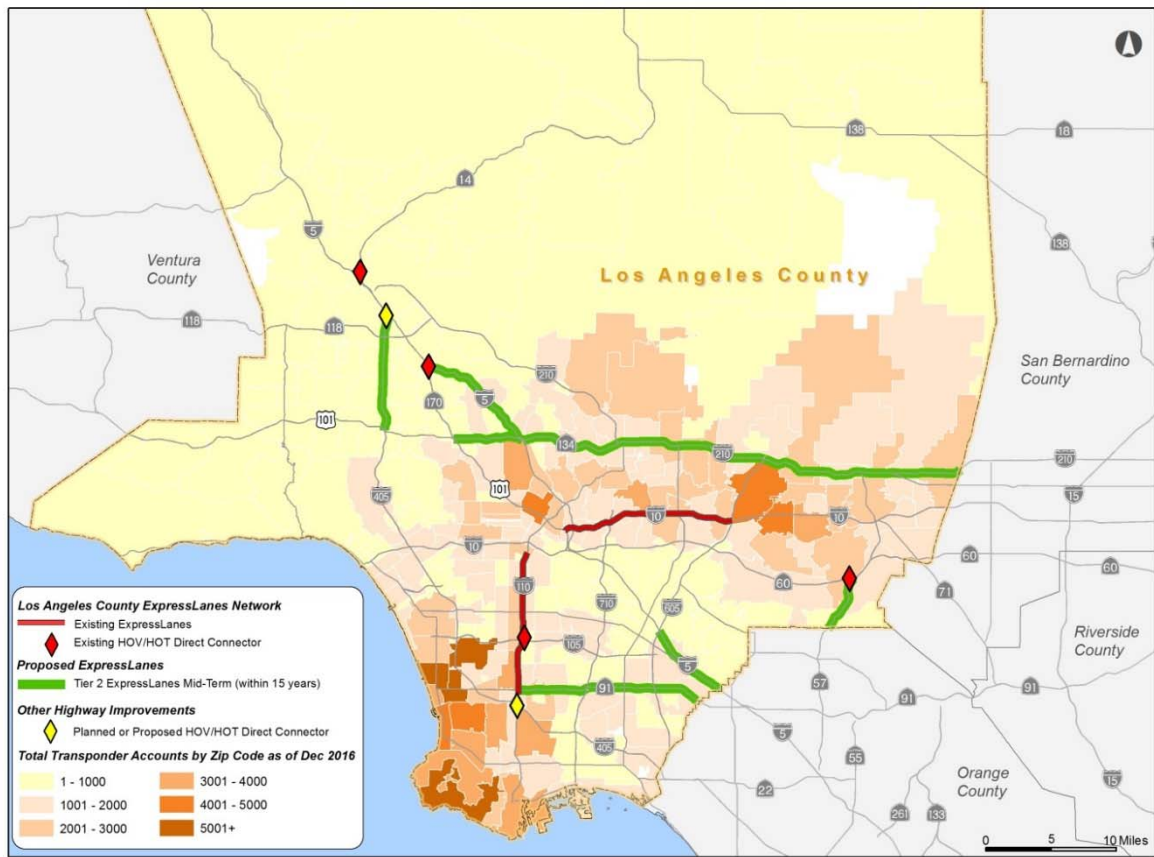 138
18
14
5
Ventura
County
138
Los Angeles County
118
118
San Bernardino
County
210
170
5
101
134
210
210
405
101
15
10
10
10
60
60
110
710
605
60
71
Los Angeles County ExpressLanes Network
Existing ExpressLanes
Existing HOV/HOT Direct Connector
Proposed ExpressLanes
Tier 2 ExpressLanes Mid-Term (within 15 years)
Other Highway Improvements
Planned or Proposed HOV/HOT Direct Connector
Total Transponder Accounts by Zip Code as of Dec 2016
1 - 1000
3001 - 4000
1001 - 2000
4001 - 5000
2001 - 3000
5001+
105
Riverside
County
5
57
91
91
91
405
5
55
22
Orange
County
15
261
133
0 5 10 Miles